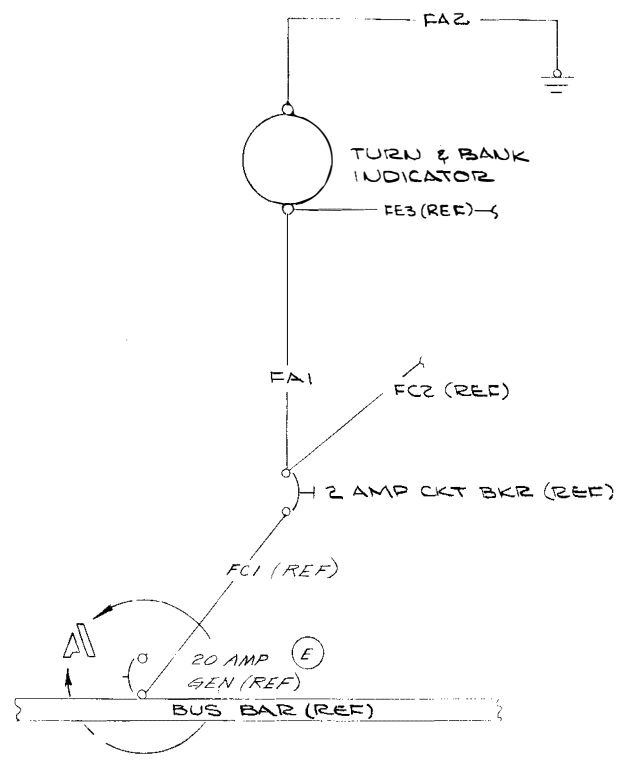 FA2
TURN & BANK
INDICATOR
FE3 (REF)
FA1
FC2 (REF)
2 AMP CKT BKR (REF)
FC1 (REF)
20 AMP
GEN (REF)
E
BUS BAR (REF)